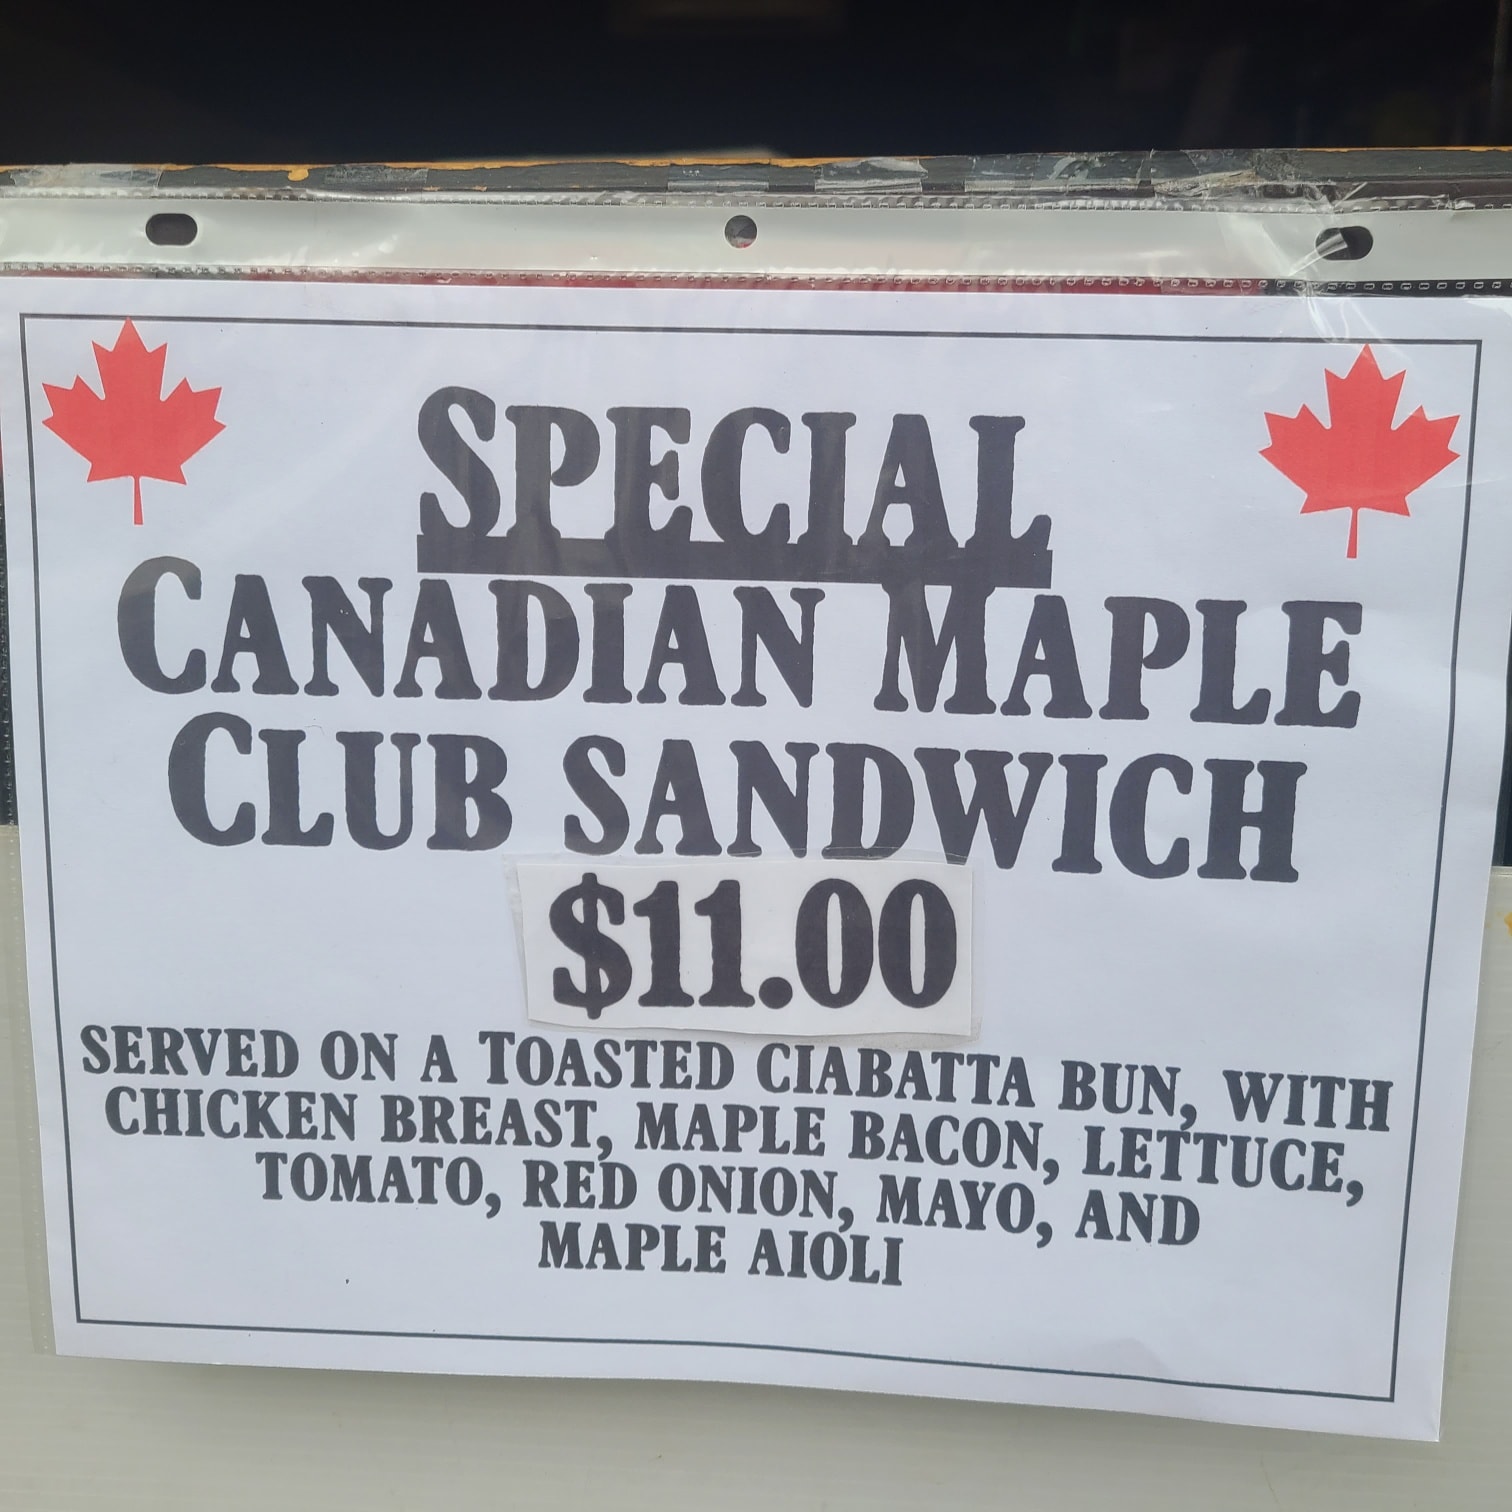 SPECIAL
CANADIAN MAPLE
CLUB SANDWICH
$11.00
SERVED ON A TOASTED CIABATTA BUN, WITH
CHICKEN BREAST, MAPLE BACON, LETTUCE,
TOMATO, RED ONION, MAYO, AND
MAPLE AIOLI